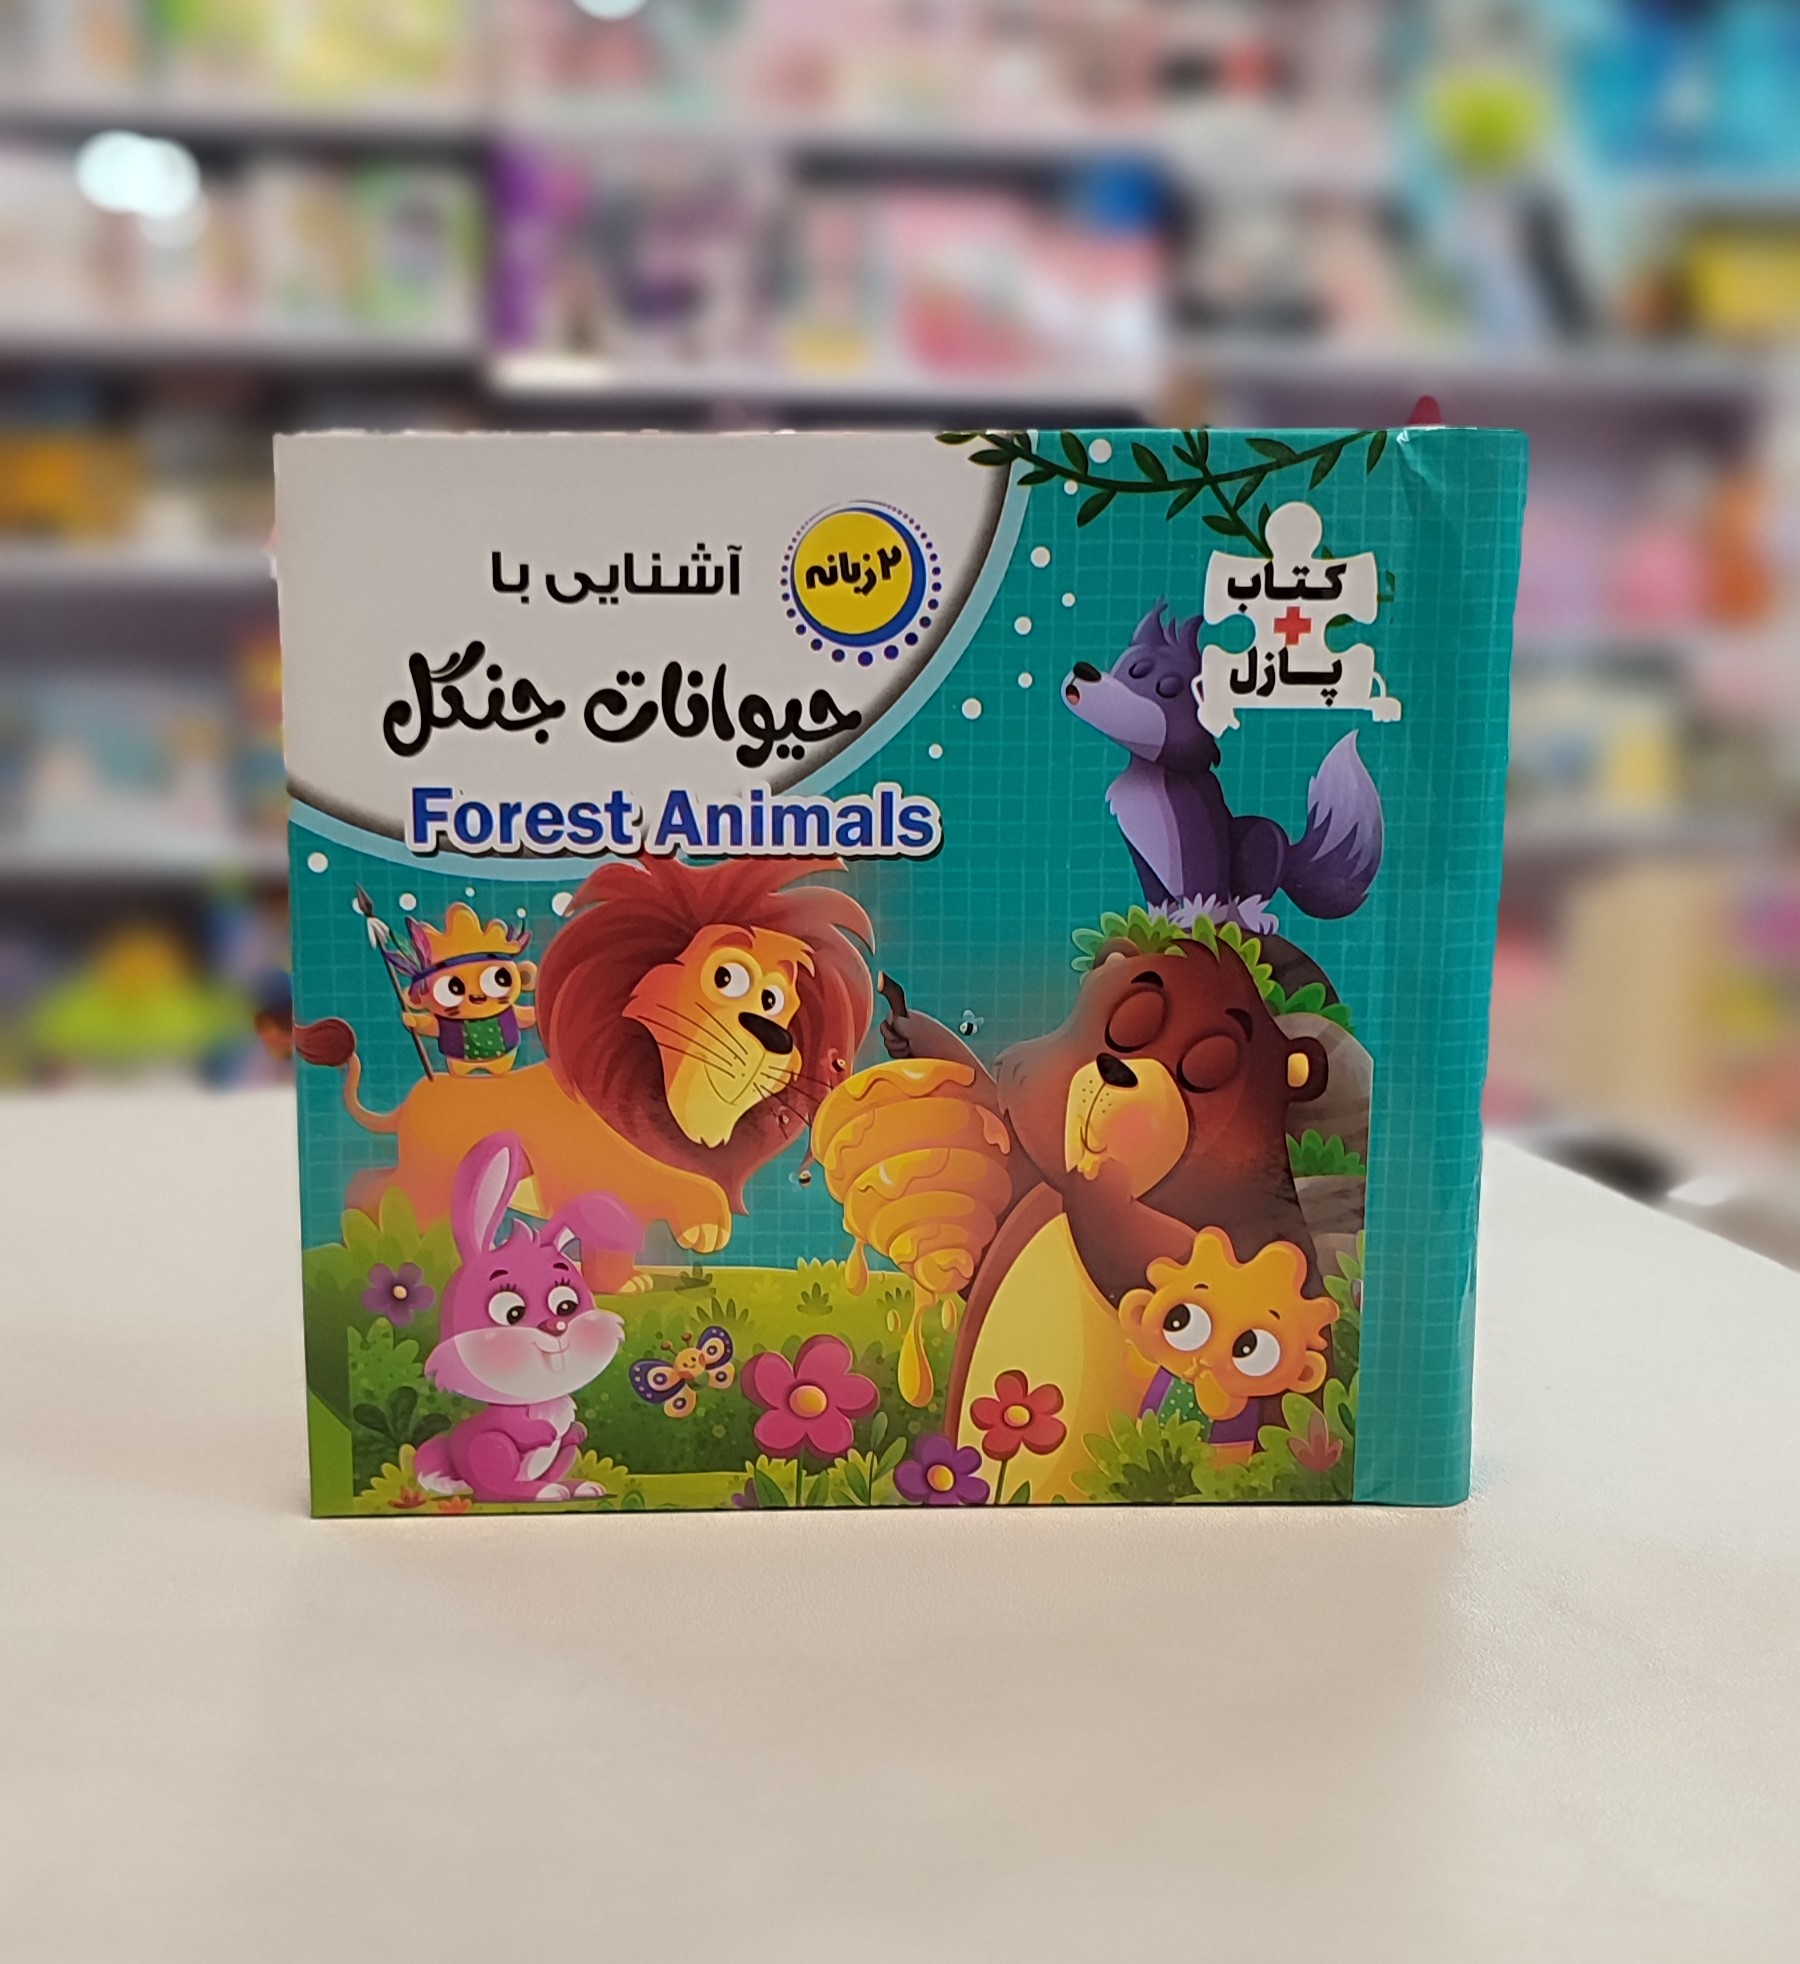 ۲ زبانه
آشنایی با
حیوانات جنگل
Forest Animals
کتاب
+
پازل